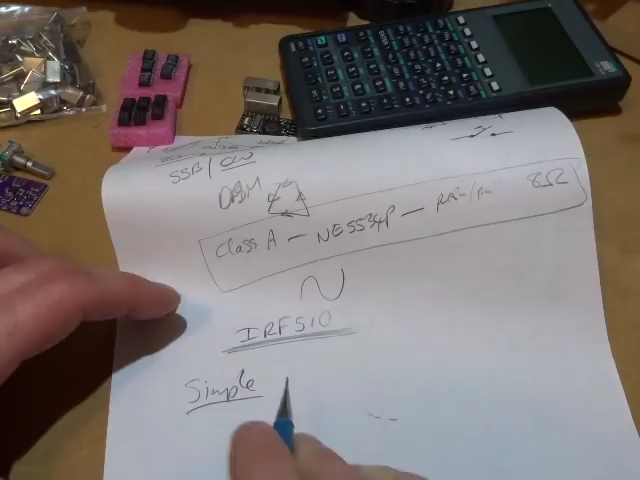 SSB/CW
DBM
Class A - NE5534P - 8Ω
IRF510
Simple